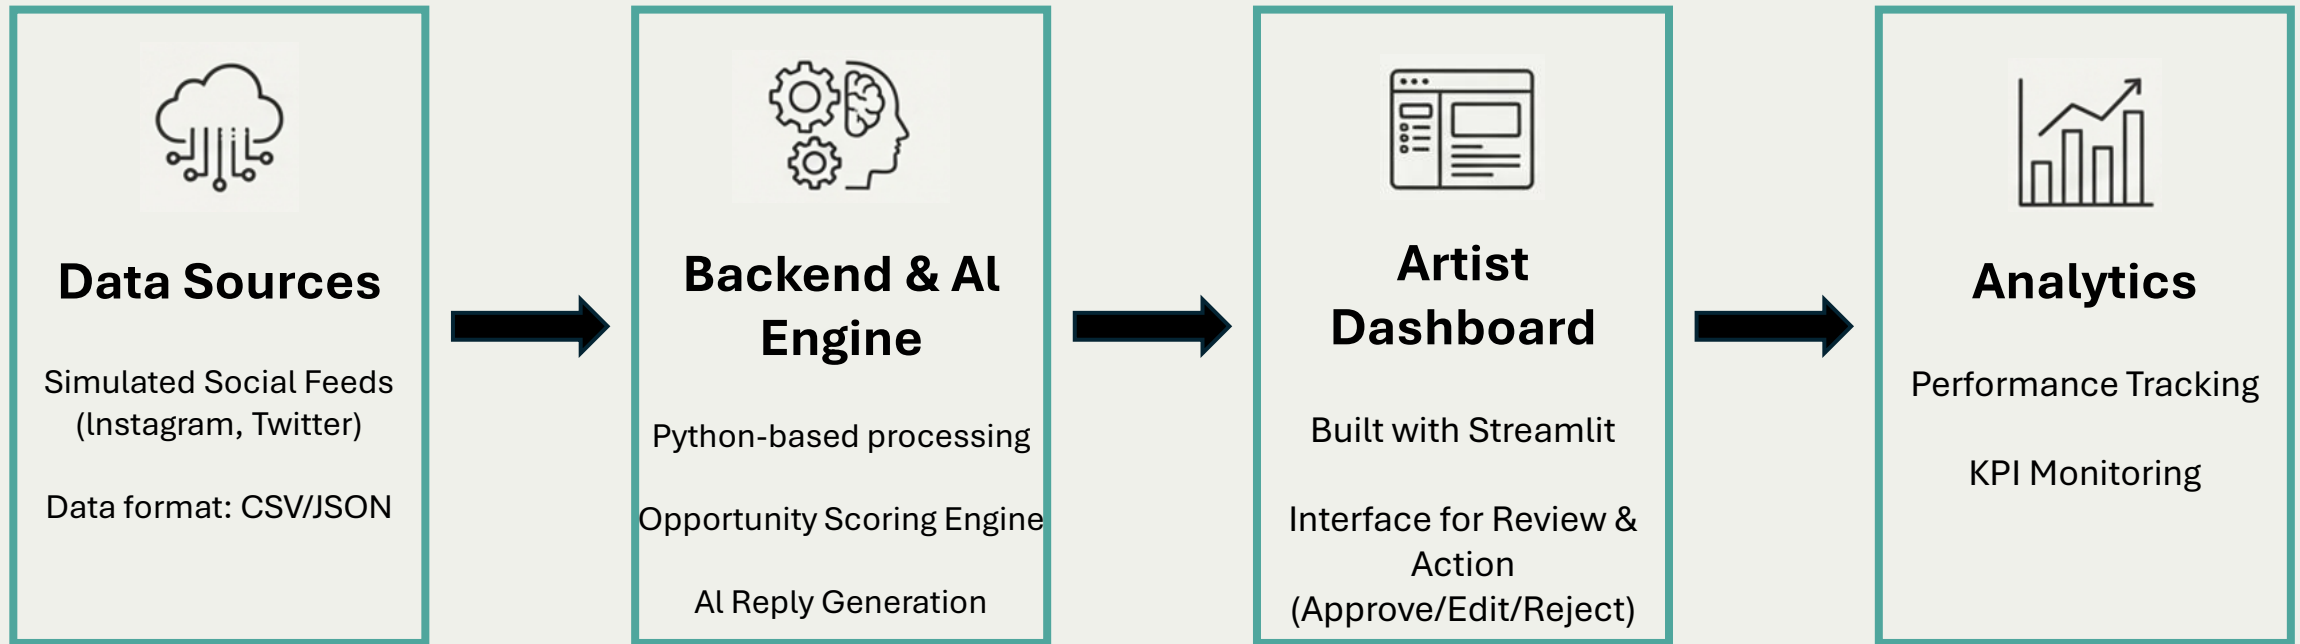 Data Sources
Simulated Social Feeds
(Instagram, Twitter)
Data format: CSV/JSON
Backend & AI
Engine
Python-based processing
Opportunity Scoring Engine
AI Reply Generation
Artist
Dashboard
Built with Streamlit
Interface for Review &
Action
(Approve/Edit/Reject)
Analytics
Performance Tracking
KPI Monitoring